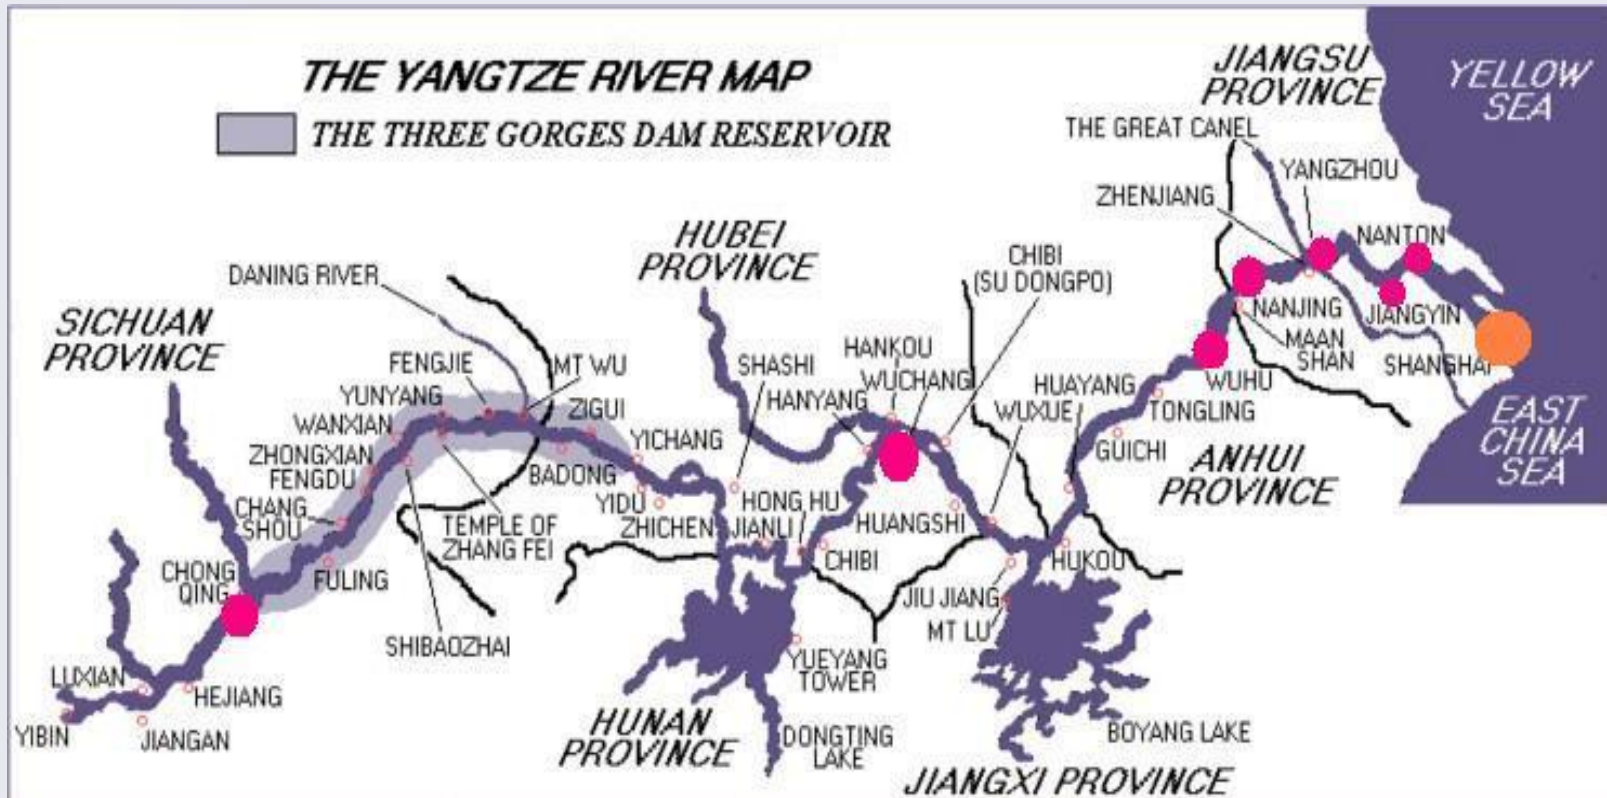 THE YANGTZE RIVER MAP
THE THREE GORGES DAM RESERVOIR
JIANGSU
PROVINCE
YELLOW
SEA
THE GREAT CANEL
YANGZHOU
ZHENJIANG
NANTON
HUBEI
PROVINCE
CHIBI
(SU DONGPO)
DANING RIVER
SICHUAN
PROVINCE
NANJING
JIANGYIN
MAAN
SHAN
SHANGHAI
FENGJIE
MT WU
SHASHI
HANKOU
WUCHANG
HANYANG
HUAYANG
WUXUE
WUHU
TONGLING
YUNYANG
WANXIAN
ZIGUI
YICHANG
GUICHI
EAST
CHINA
SEA
ZHONGXIAN
FENGDU
BADONG
ANHUI
PROVINCE
CHANG
SHOU
TEMPLE OF
ZHANG FEI
YIDU
ZHICHEN
HONG HU
JIANLI
HUANGSHI
CHIBI
HUKOU
CHONG
QING
FULING
JIU JIANG
MT LU
SHIBAOZHAI
YUEYANG
TOWER
LUXIAN
HEJIANG
YIBIN
JIANGAN
HUNAN
PROVINCE
DONGTING
LAKE
BOYANG LAKE
JIANGXI PROVINCE